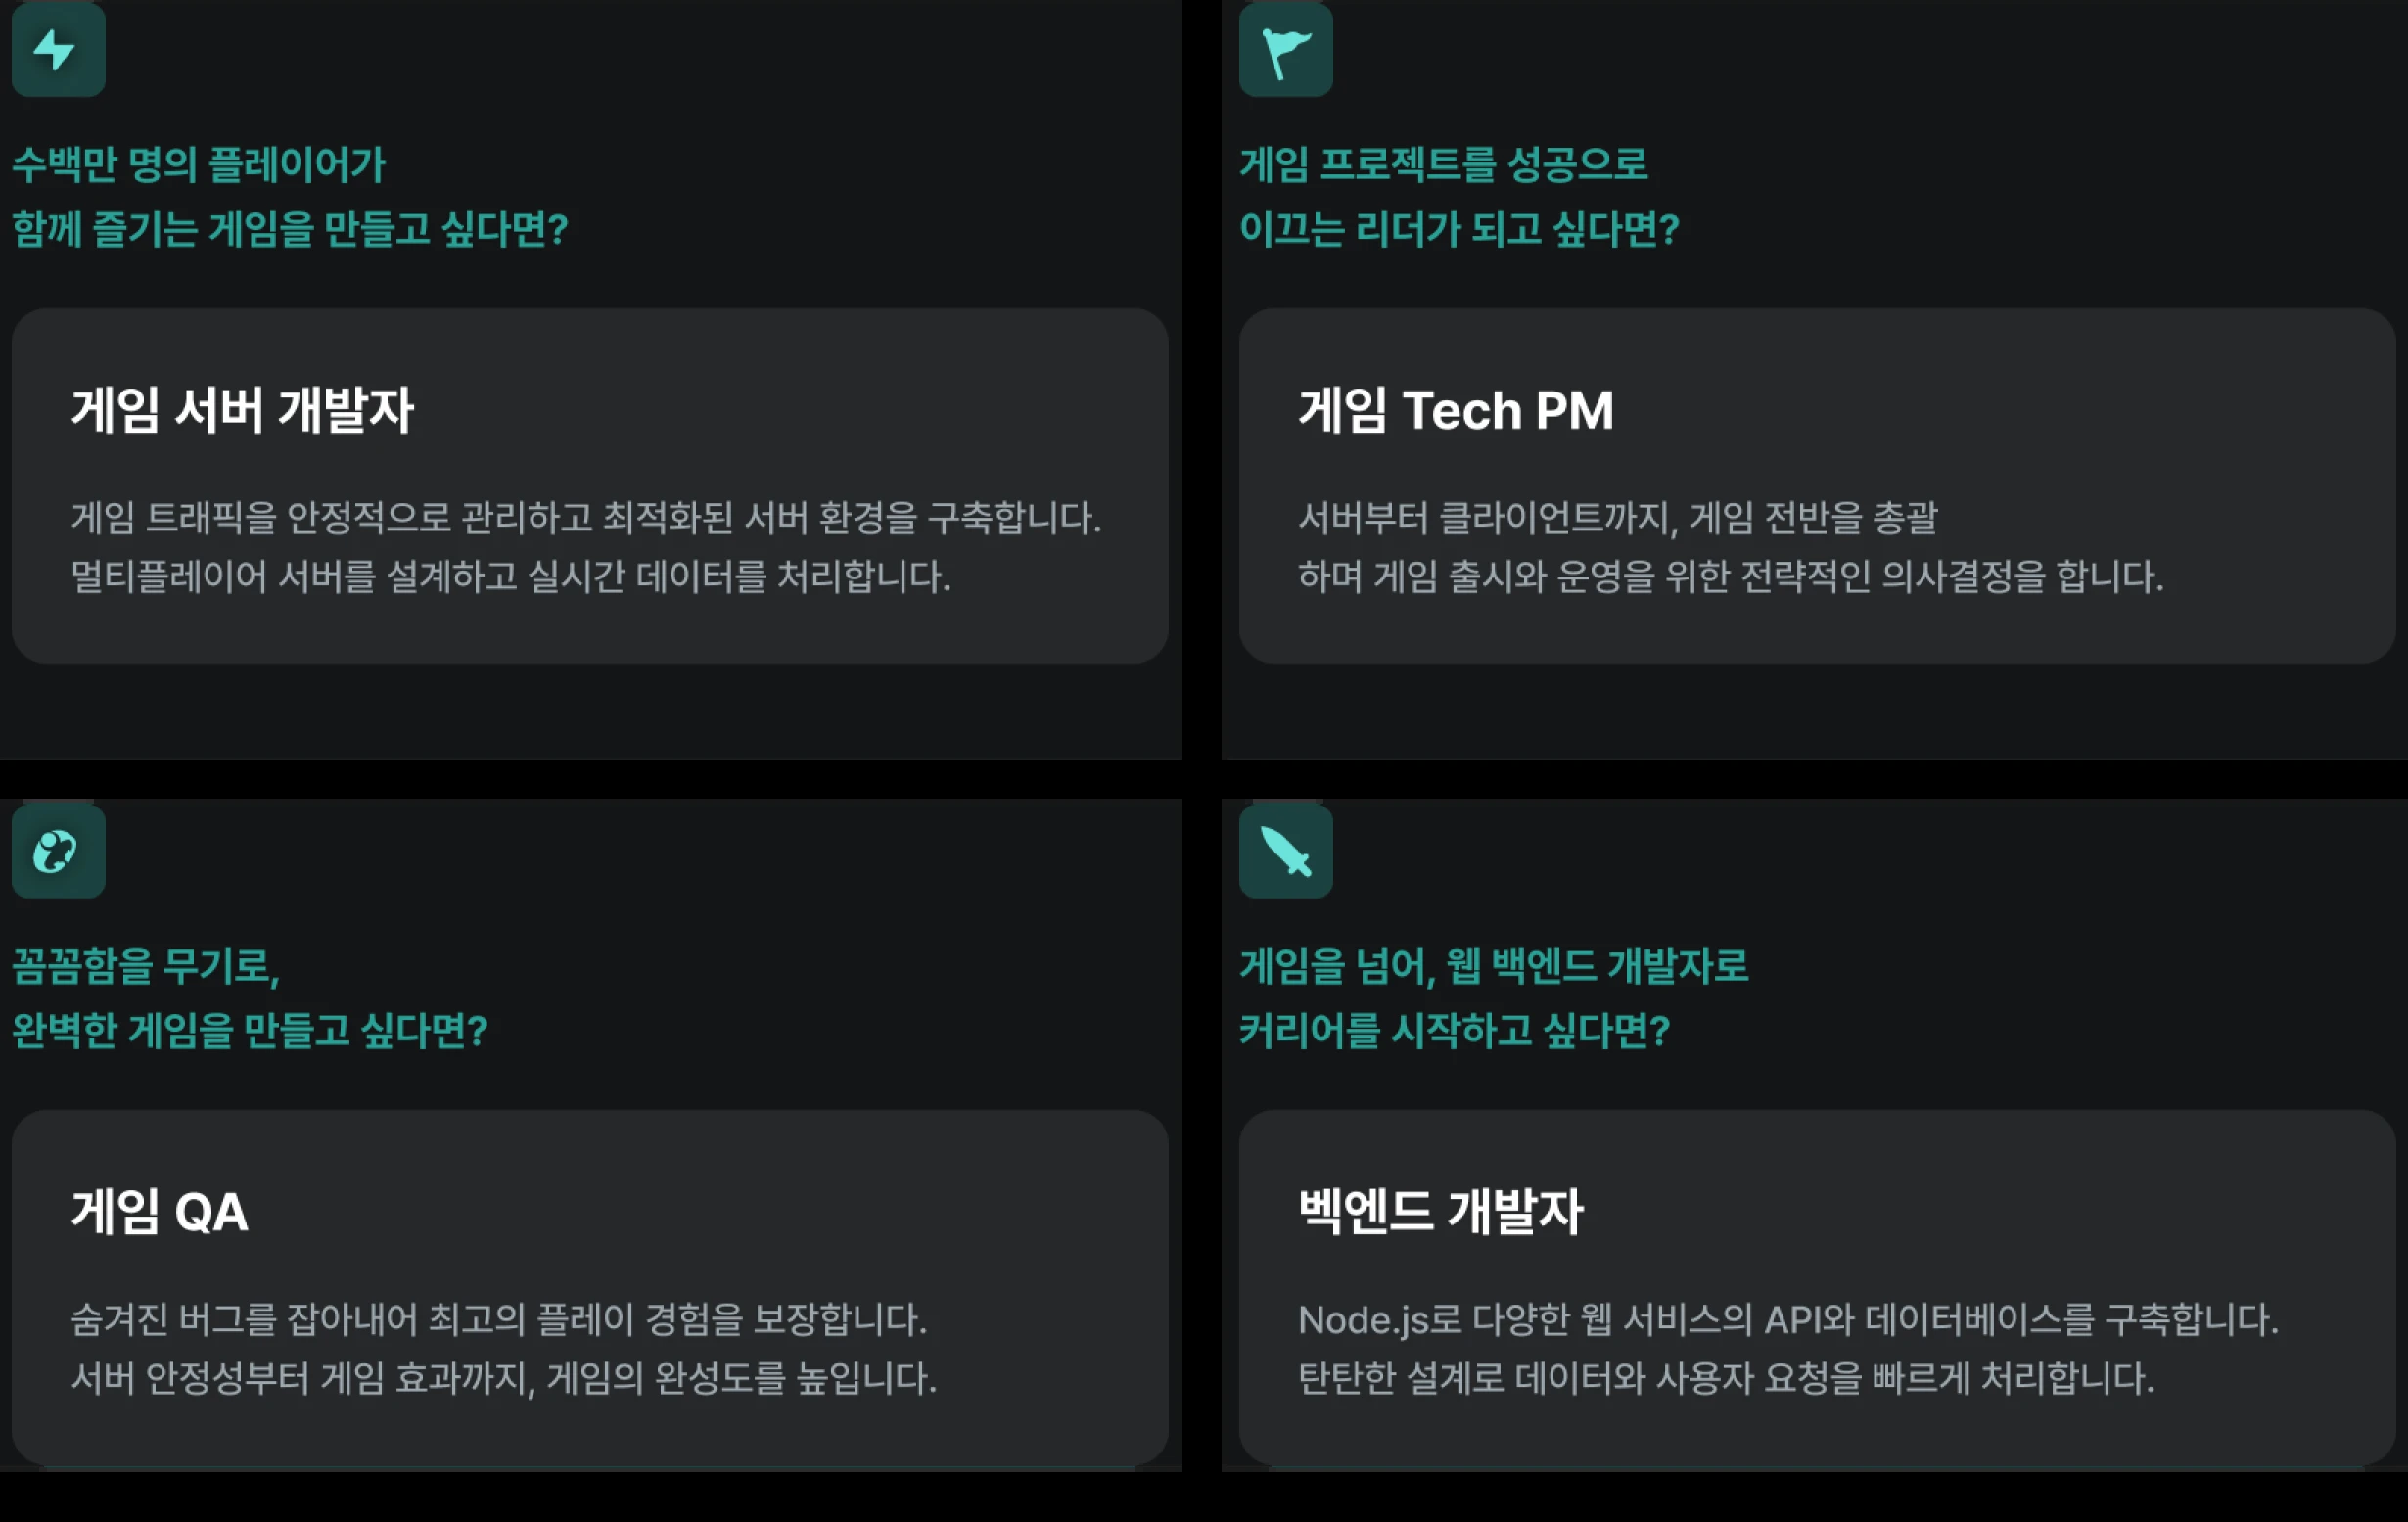 수백만 명의 플레이어가
함께 즐기는 게임을 만들고 싶다면?
게임 서버 개발자
게임 트래픽을 안정적으로 관리하고 최적화된 서버 환경을 구축합니다.
멀티플레이어 서버를 설계하고 실시간 데이터를 처리합니다.
게임 프로젝트를 성공으로
이끄는 리더가 되고 싶다면?
게임 Tech PM
서버부터 클라이언트까지, 게임 전반을 총괄
하며 게임 출시와 운영을 위한 전략적인 의사결정을 합니다.
꼼꼼함을 무기로,
완벽한 게임을 만들고 싶다면?
게임 QA
숨겨진 버그를 잡아내어 최고의 플레이 경험을 보장합니다.
서버 안정성부터 게임 효과까지, 게임의 완성도를 높입니다.
게임을 넘어, 웹 백엔드 개발자로
커리어를 시작하고 싶다면?
벡엔드 개발자
Node.js로 다양한 웹 서비스의 API와 데이터베이스를 구축합니다.
탄탄한 설계로 데이터와 사용자 요청을 빠르게 처리합니다.